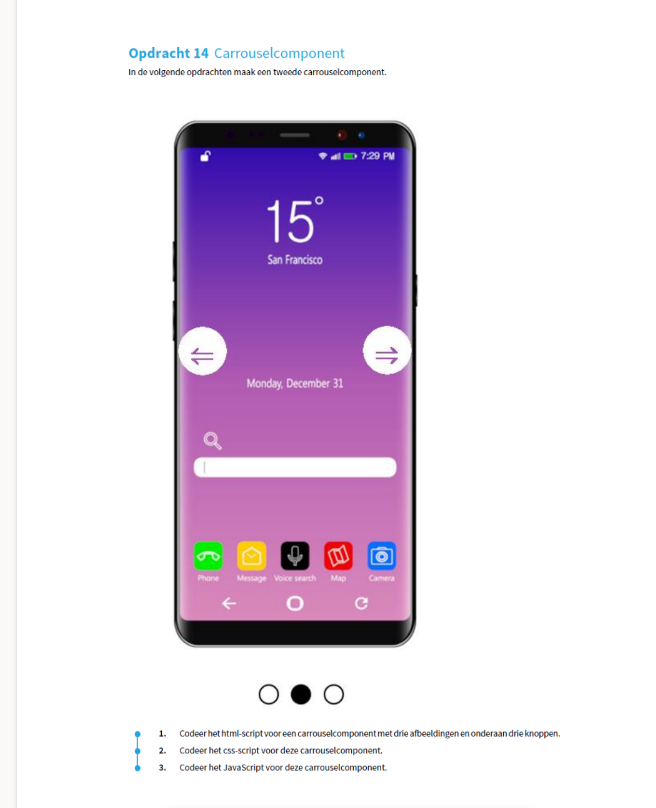 Opdracht 14 Carrouselcomponent
In de volgende opdrachten maak een tweede carrouselcomponent.
7:29 PM
15°
San Francisco
Monday, December 31
Phone Message Voice search Map Camera
1. Codeer het html-script voor een carrouselcomponent met drie afbeeldingen en onderaan drie knoppen.
2. Codeer het css-script voor deze carrouselcomponent.
3. Codeer het JavaScript voor deze carrouselcomponent.